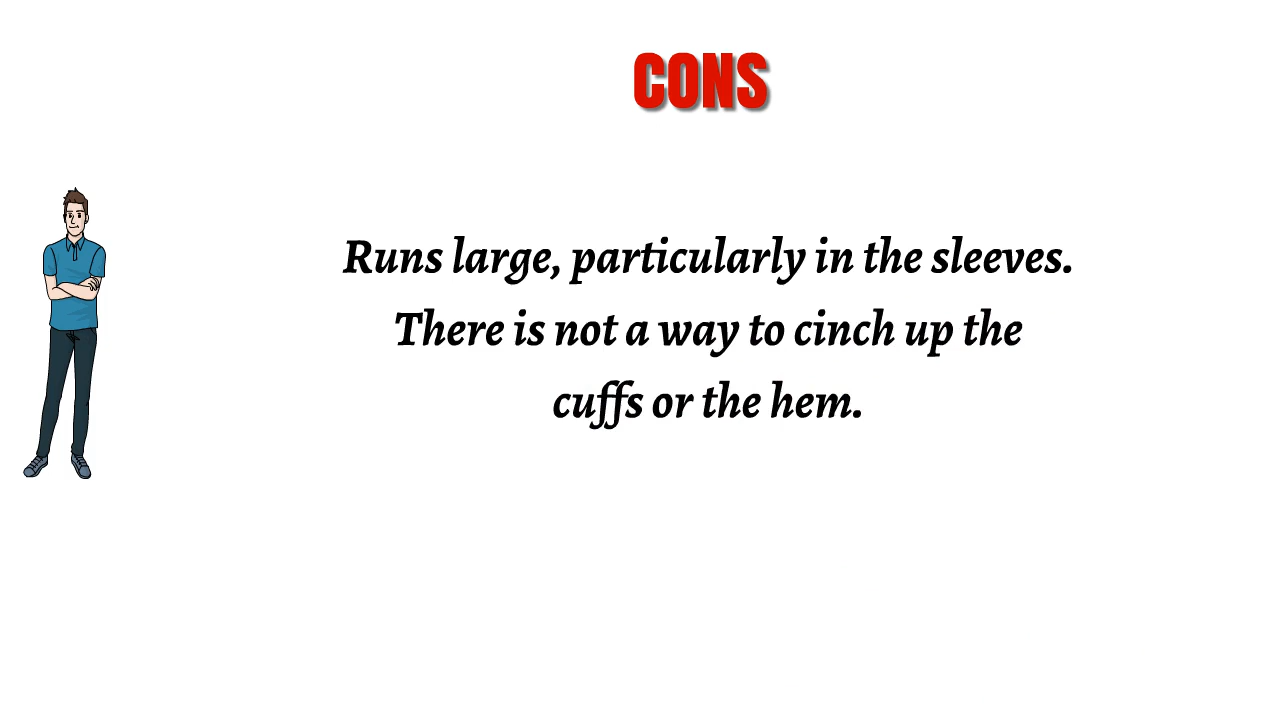 CONS
Runs large, particularly in the sleeves.
There is not a way to cinch up the
cuffs or the hem.